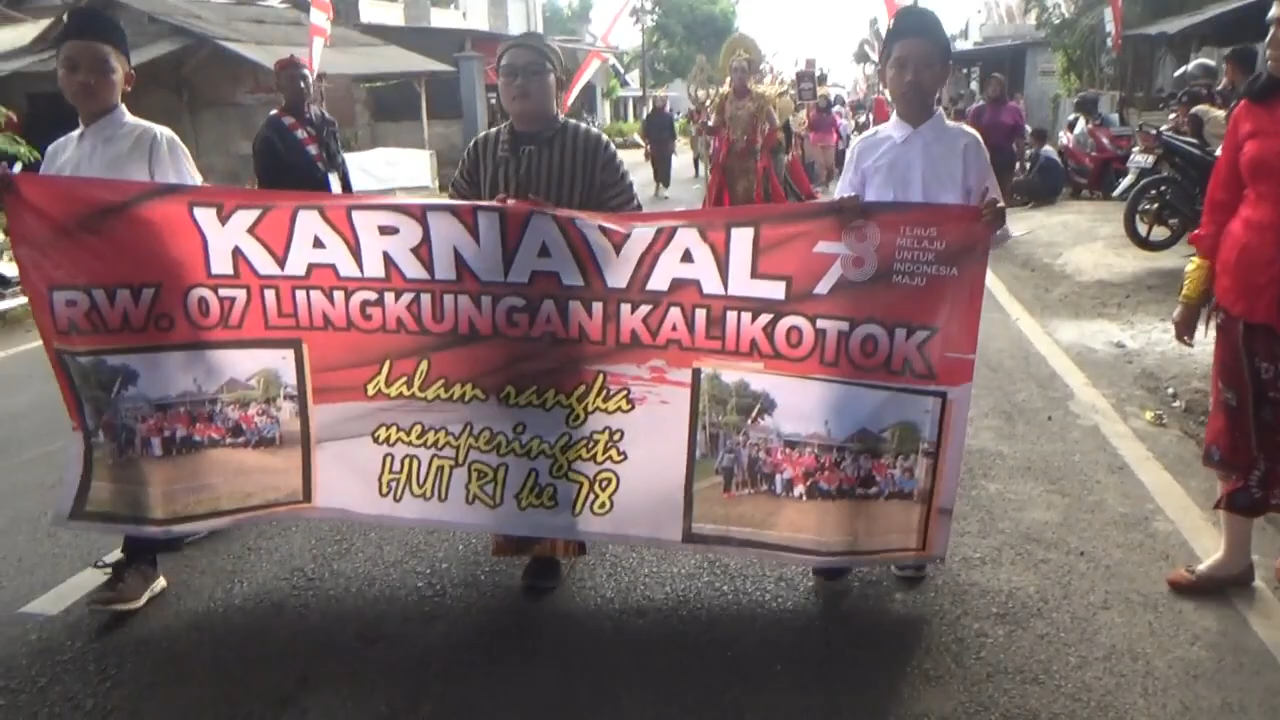 KARNAVAL
78
TERUS
MELAJU
UNTUK
INDONESIA
MAJU
RW. 07 LINGKUNGAN KALIKOTOK
dalam rangka
memperingati
HUT RI ke 78